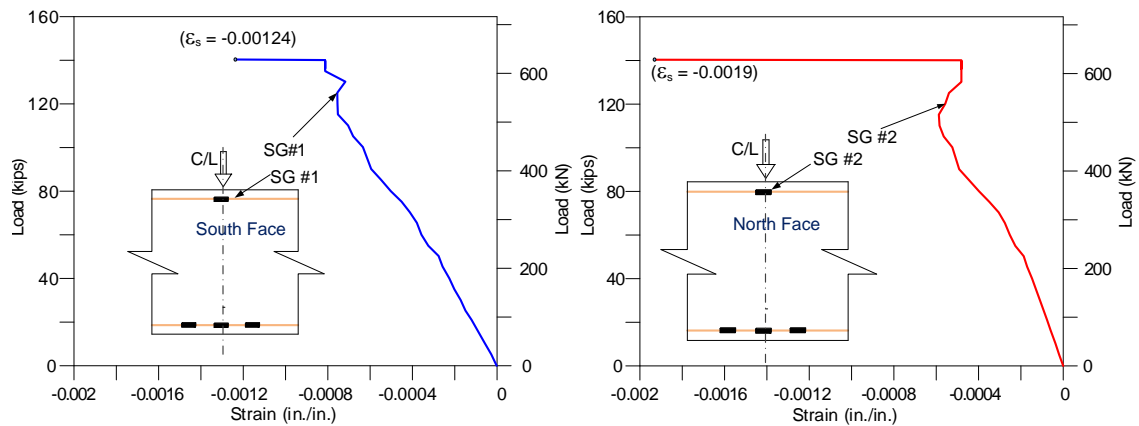 160
120
80
40
0
Load (kips)
(εs = -0.00124)
SG#1
C/L
SG #1
South Face
600
400
200
0
Load (kN)
-0.002
-0.0016
-0.0012
-0.0008
-0.0004
0
Strain (in./in.)
160
120
80
40
0
Load (kips)
(εs = -0.0019)
SG #2
C/L
SG #2
North Face
600
400
200
0
Load (kN)
-0.002
-0.0016
-0.0012
-0.0008
-0.0004
0
Strain (in./in.)